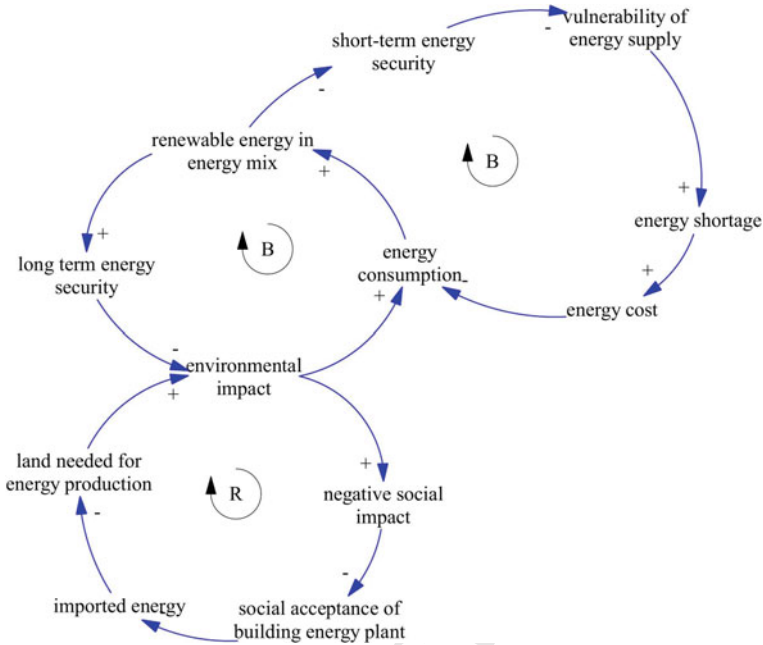 vulnerability of
energy supply
short-term energy
security
-
-
renewable energy in
energy mix
+
B
+
energy shortage
+
long term energy
security
B
energy
consumption
-
+
+
energy cost
-
environmental
impact
+
land needed for
energy production
R
+
negative social
impact
-
-
imported energy
-
social acceptance of
building energy plant